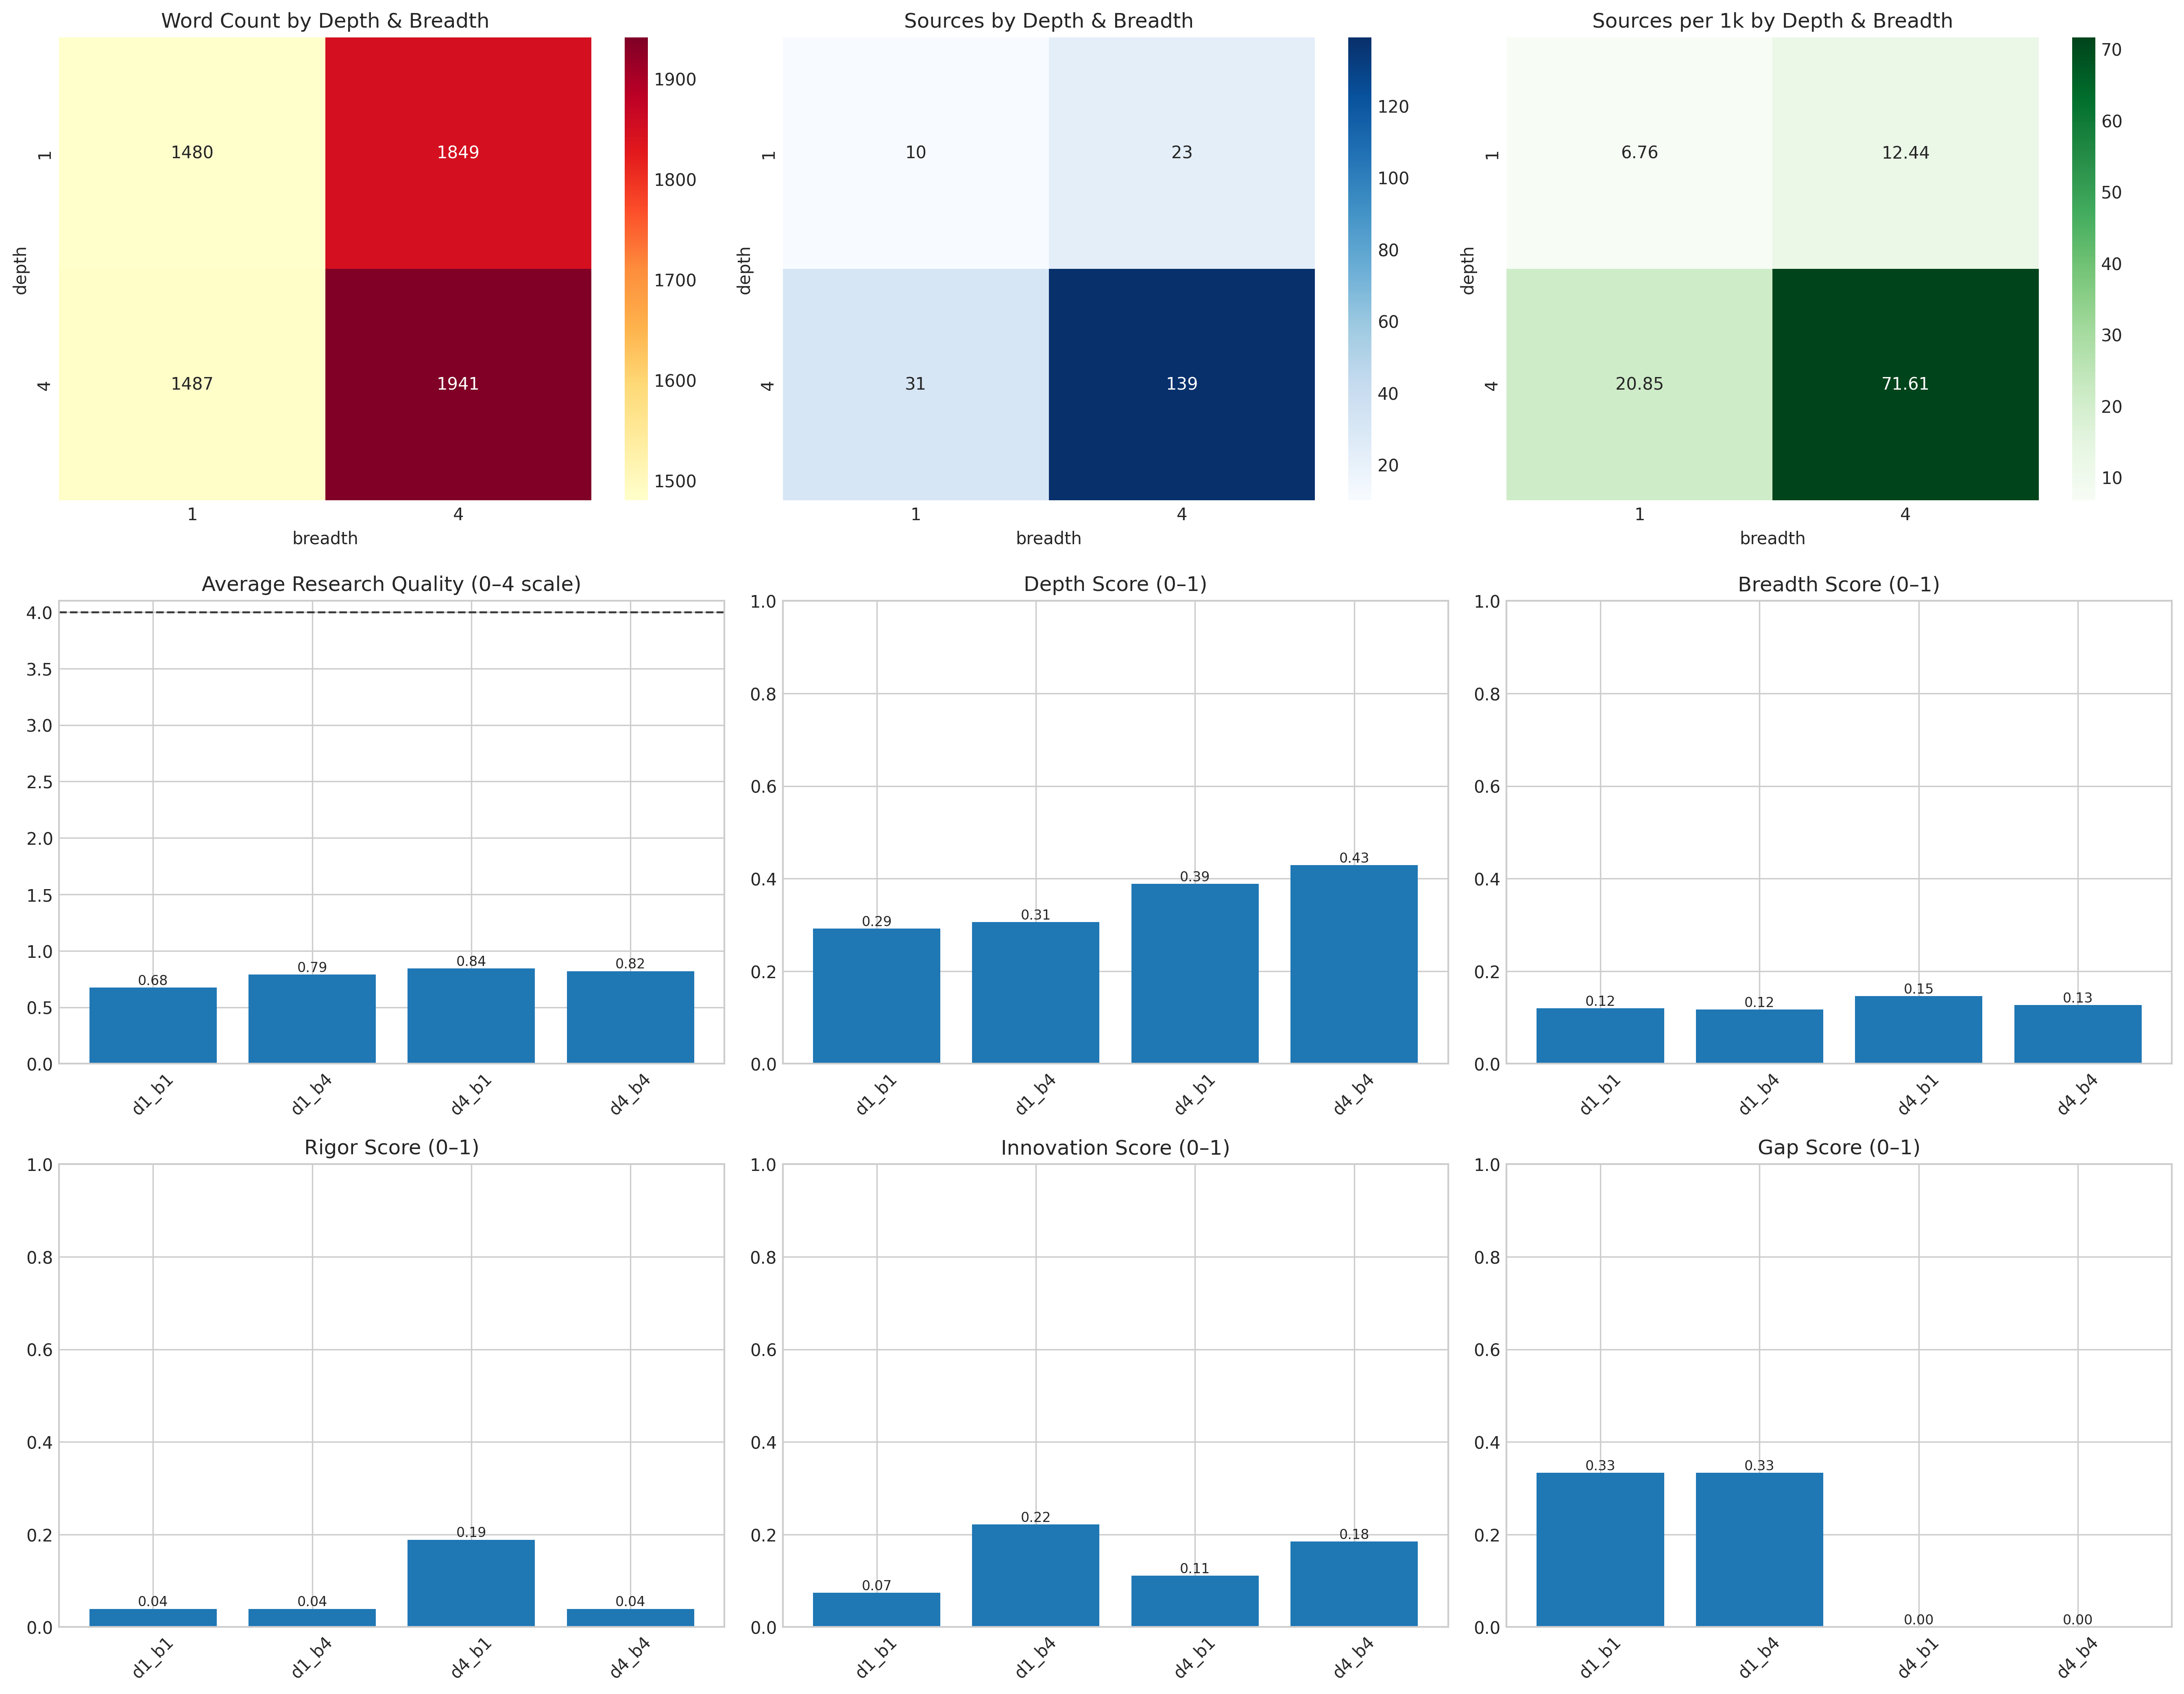 Word Count by Depth & Breadth
1480 1849
1487 1941
1
4
depth
1 4
breadth
1900
1800
1700
1600
1500
Sources by Depth & Breadth
10 23
31 139
1
4
depth
1 4
breadth
120
100
80
60
40
20
Sources per 1k by Depth & Breadth
6.76 12.44
20.85 71.61
1
4
depth
1 4
breadth
70
60
50
40
30
20
10
Average Research Quality (0–4 scale)
4.0
3.5
3.0
2.5
2.0
1.5
1.0
0.5
0.0
0.68 0.79 0.84 0.82
d1_b1 d1_b4 d4_b1 d4_b4
Depth Score (0–1)
1.0
0.8
0.6
0.4
0.2
0.0
0.29 0.31 0.39 0.43
d1_b1 d1_b4 d4_b1 d4_b4
Breadth Score (0–1)
1.0
0.8
0.6
0.4
0.2
0.0
0.12 0.12 0.15 0.13
d1_b1 d1_b4 d4_b1 d4_b4
Rigor Score (0–1)
1.0
0.8
0.6
0.4
0.2
0.0
0.04 0.04 0.19 0.04
d1_b1 d1_b4 d4_b1 d4_b4
Innovation Score (0–1)
1.0
0.8
0.6
0.4
0.2
0.0
0.07 0.22 0.11 0.18
d1_b1 d1_b4 d4_b1 d4_b4
Gap Score (0–1)
1.0
0.8
0.6
0.4
0.2
0.0
0.33 0.33 0.00 0.00
d1_b1 d1_b4 d4_b1 d4_b4